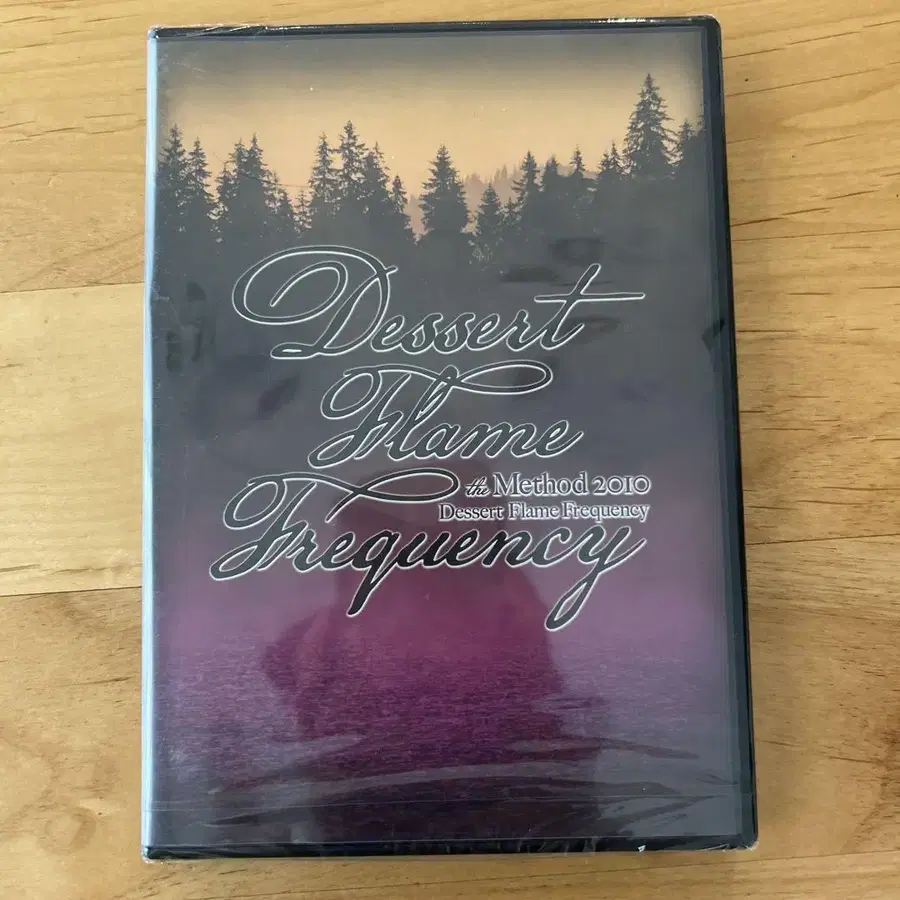 Dessert
Flame
the Method 2010
Dessert Flame Frequency
Frequency